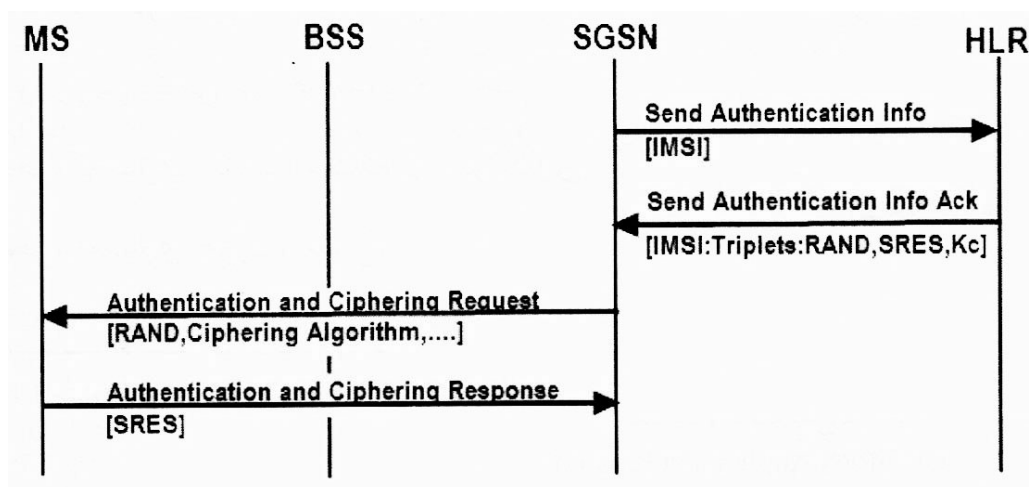 MS BSS SGSN HLR
Send Authentication Info
[IMSI]
Send Authentication Info Ack
[IMSI:Triplets:RAND,SRES,Kc]
Authentication and Ciphering Request
[RAND,Ciphering Algorithm,....]
Authentication and Ciphering Response
[SRES]